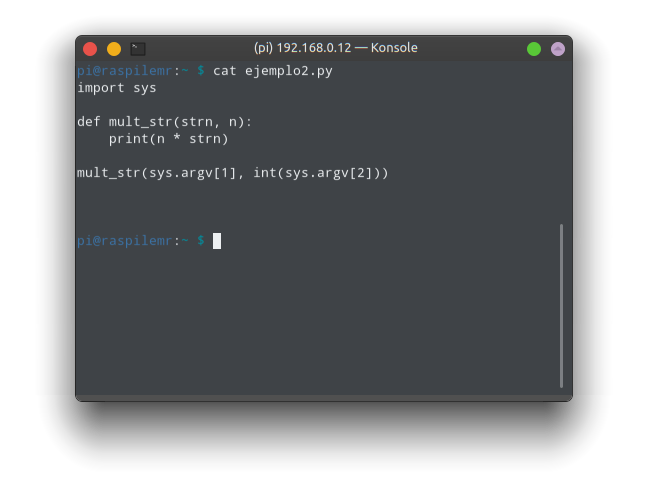 (pi) 192.168.0.12 — Konsole
pi@raspilemr:~ $ cat ejemplo2.py
import sys
def mult_str(strn, n):
    print(n * strn)
mult_str(sys.argv[1], int(sys.argv[2]))
pi@raspilemr:~ $